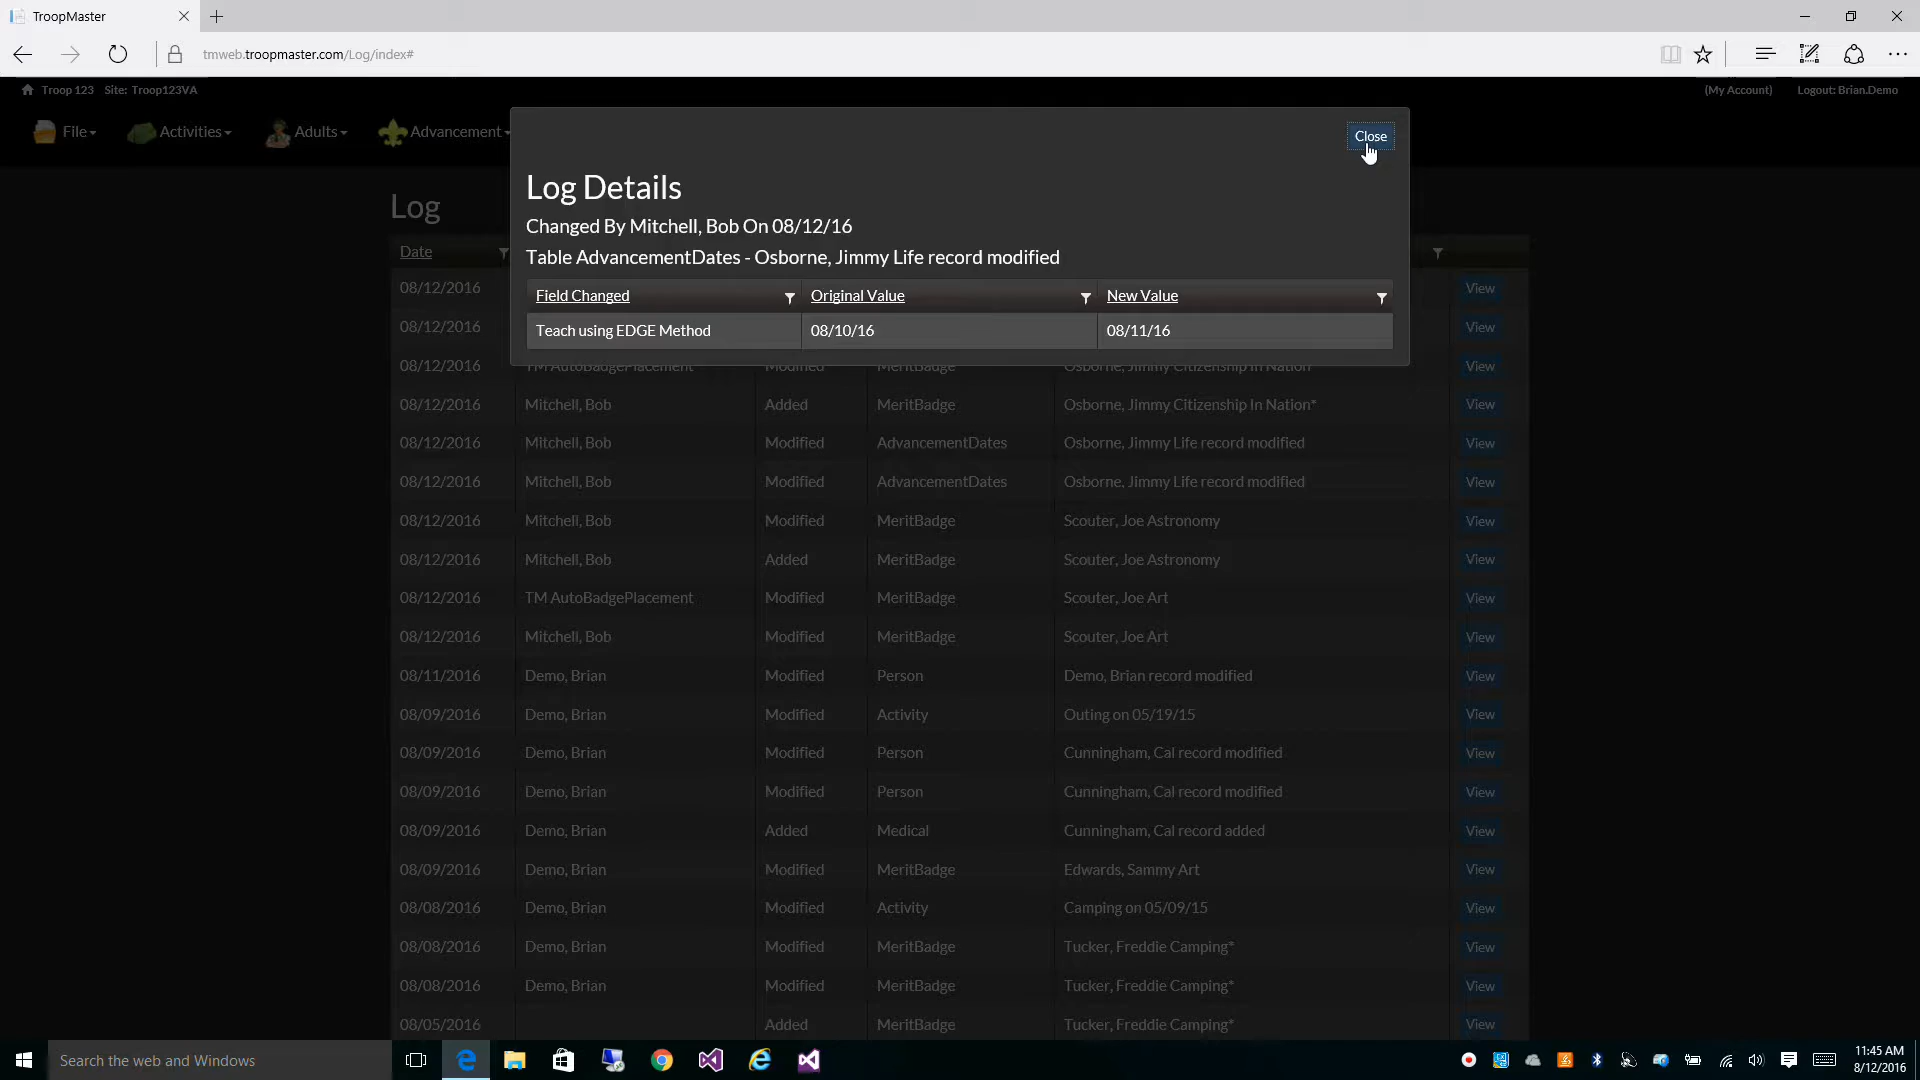 TroopMaster
tmweb.troopmaster.com/Log/index#
Troop 123 Site: Troop123VA (My Account) Logout: Brian.Demo
File Activities Adults Advancement
Close
Log Details
Changed By Mitchell, Bob On 08/12/16
Table AdvancementDates - Osborne, Jimmy Life record modified
Field Changed Original Value New Value
Teach using EDGE Method 08/10/16 08/11/16
Log
Date
08/12/2016 View
08/12/2016 View
08/12/2016 TM AutoBadgePlacement Modified MeritBadge Osborne, Jimmy Citizenship In Nation* View
08/12/2016 Mitchell, Bob Added MeritBadge Osborne, Jimmy Citizenship In Nation* View
08/12/2016 Mitchell, Bob Modified AdvancementDates Osborne, Jimmy Life record modified View
08/12/2016 Mitchell, Bob Modified AdvancementDates Osborne, Jimmy Life record modified View
08/12/2016 Mitchell, Bob Modified MeritBadge Scouter, Joe Astronomy View
08/12/2016 Mitchell, Bob Added MeritBadge Scouter, Joe Astronomy View
08/12/2016 TM AutoBadgePlacement Modified MeritBadge Scouter, Joe Art View
08/12/2016 Mitchell, Bob Modified MeritBadge Scouter, Joe Art View
08/11/2016 Demo, Brian Modified Person Demo, Brian record modified View
08/09/2016 Demo, Brian Modified Activity Outing on 05/19/15 View
08/09/2016 Demo, Brian Modified Person Cunningham, Cal record modified View
08/09/2016 Demo, Brian Modified Person Cunningham, Cal record modified View
08/09/2016 Demo, Brian Added Medical Cunningham, Cal record added View
08/09/2016 Demo, Brian Modified MeritBadge Edwards, Sammy Art View
08/08/2016 Demo, Brian Modified Activity Camping on 05/09/15 View
08/08/2016 Demo, Brian Modified MeritBadge Tucker, Freddie Camping* View
08/08/2016 Demo, Brian Modified MeritBadge Tucker, Freddie Camping* View
08/05/2016 Added MeritBadge Tucker, Freddie Camping* View
Search the web and Windows
11:45 AM
8/12/2016